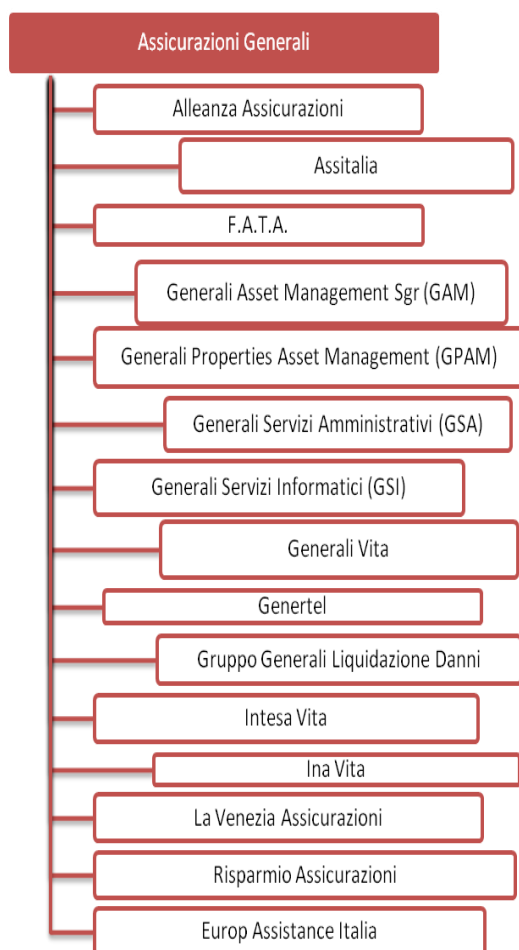 Assicurazioni Generali
Alleanza Assicurazioni
Assitalia
F.A.T.A.
Generali Asset Management Sgr (GAM)
Generali Properties Asset Management (GPAM)
Generali Servizi Amministrativi (GSA)
Generali Servizi Informatici (GSI)
Generali Vita
Genertel
Gruppo Generali Liquidazione Danni
Intesa Vita
Ina Vita
La Venezia Assicurazioni
Risparmio Assicurazioni
Europ Assistance Italia